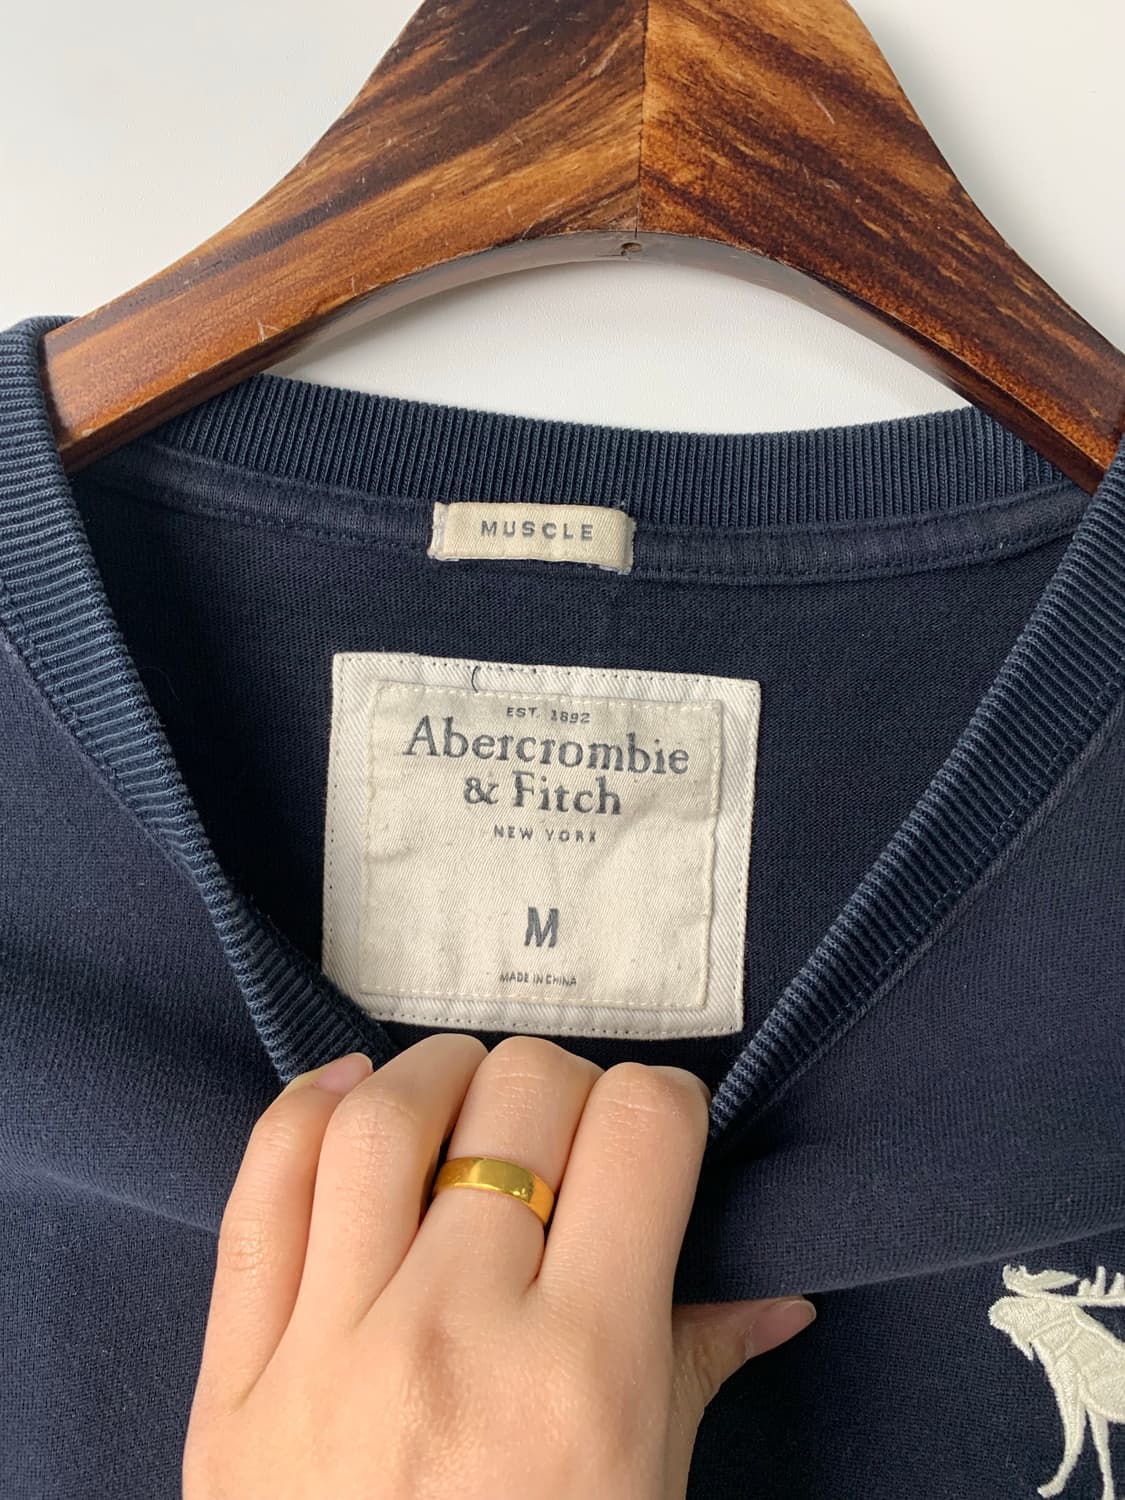 MUSCLE
EST. 1892
Abercrombie
& Fitch
NEW YORK
M
MADE IN CHINA